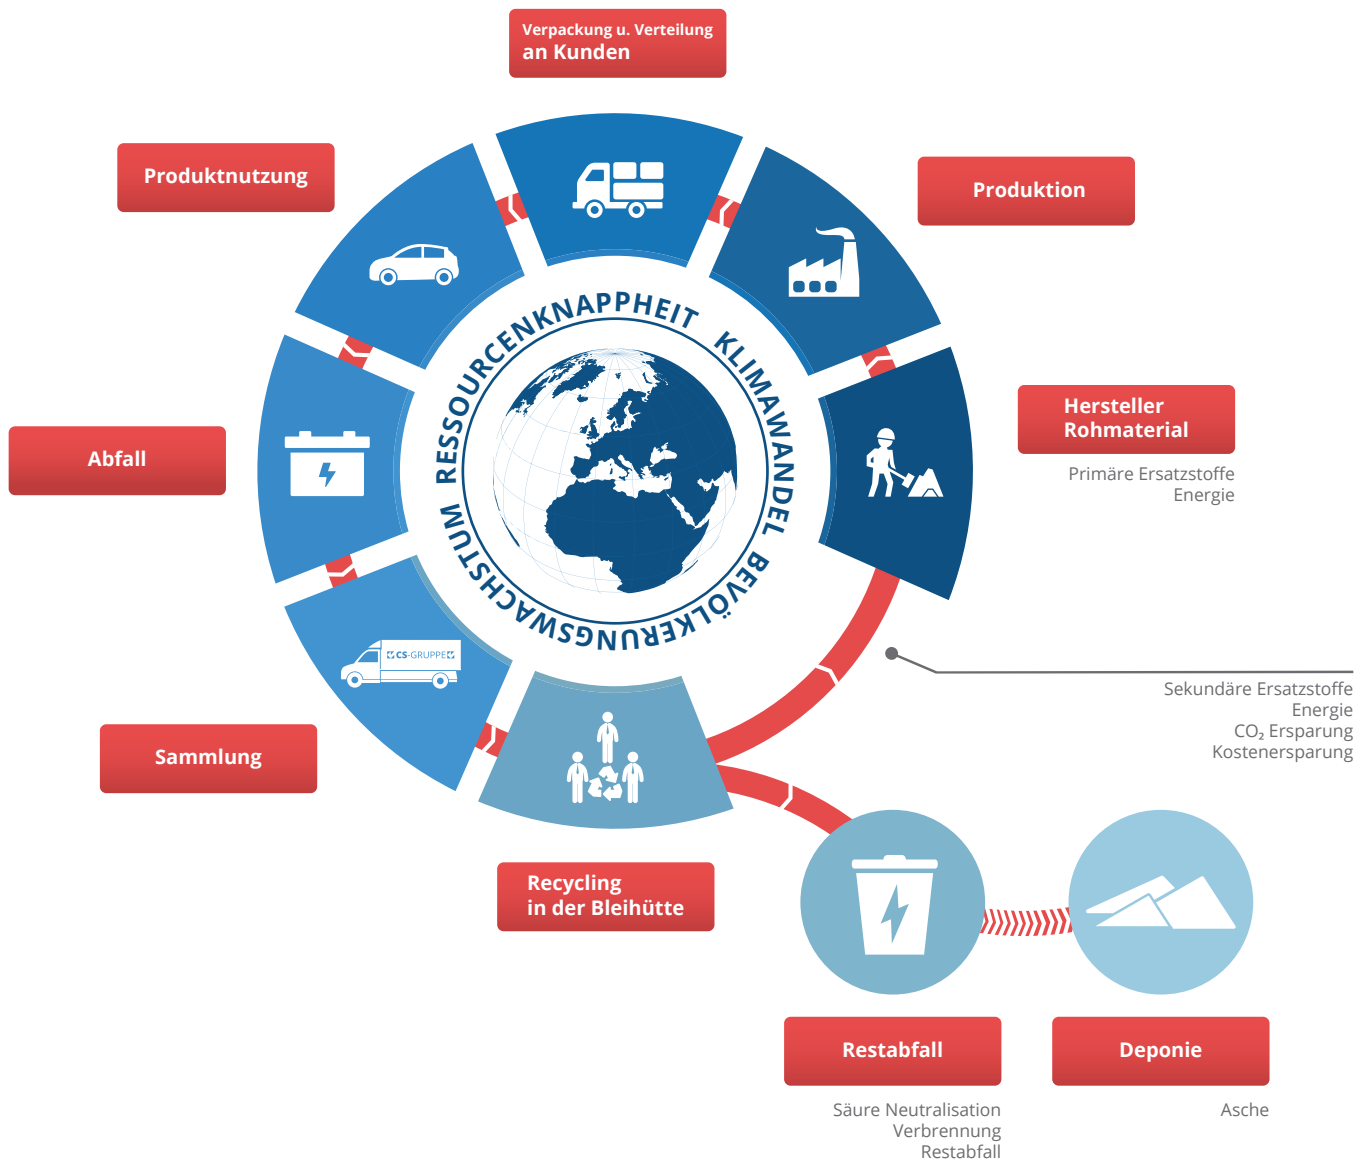 Verpackung u. Verteilung
an Kunden
Produktnutzung
Produktion
RESSOURCENKNAPPHEIT KLIMAWANDEL BEVÖLKERUNGSWACHSTUM
Hersteller
Rohmaterial
Primäre Ersatzstoffe
Energie
Abfall
CS-GRUPPE
Sekundäre Ersatzstoffe
Energie
CO₂ Ersparung
Kostenersparung
Sammlung
Recycling
in der Bleihütte
Restabfall
Säure Neutralisation
Verbrennung
Restabfall
Deponie
Asche